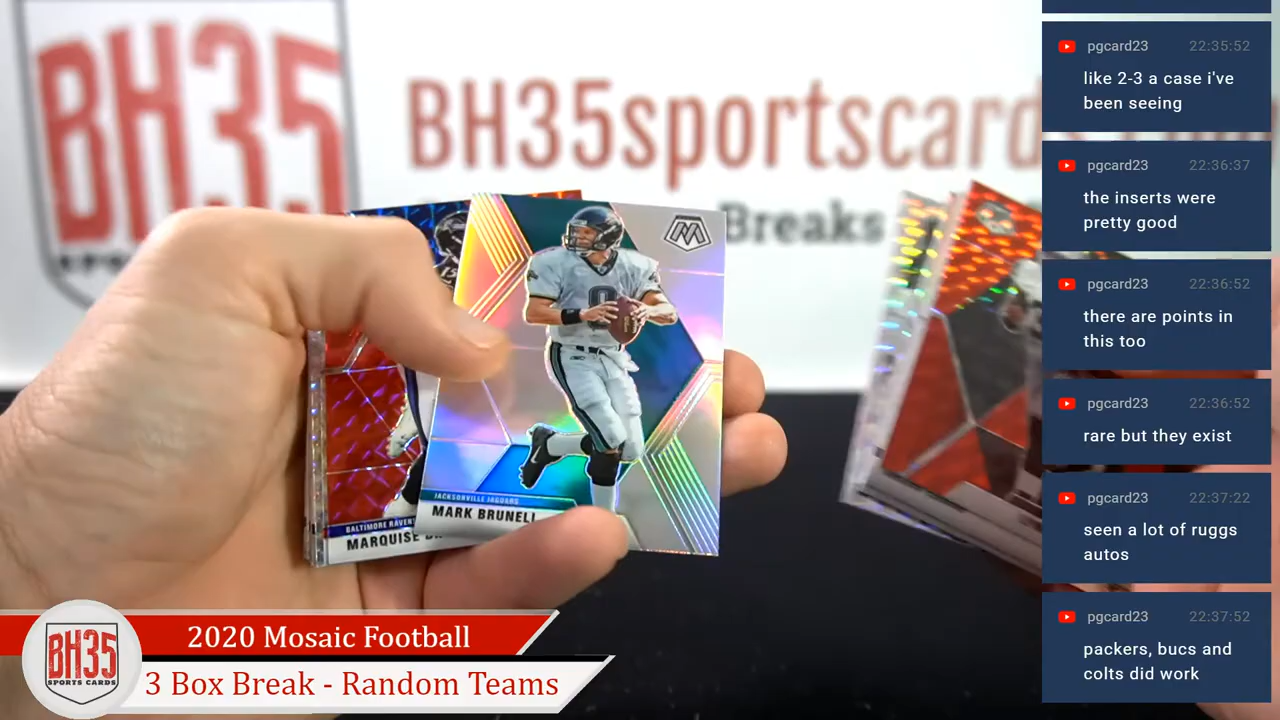 BH35
BH35sportscard
Breaks
JACKSONVILLE JAGUARS
MARK BRUNELL
BALTIMORE RAVENS
MARQUISE
2020 Mosaic Football
3 Box Break - Random Teams
BH35
SPORTS CARDS
pgcard23 22:35:52
like 2-3 a case i've
been seeing
pgcard23 22:36:37
the inserts were
pretty good
pgcard23 22:36:52
there are points in
this too
pgcard23 22:36:52
rare but they exist
pgcard23 22:37:22
seen a lot of ruggs
autos
pgcard23 22:37:52
packers, bucs and
colts did work